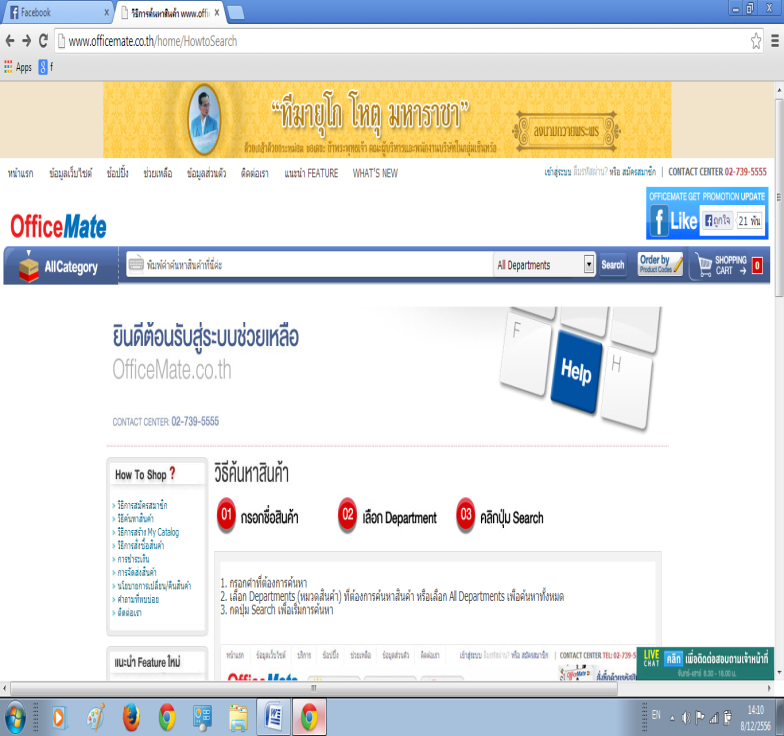 Facebook
วิธีการค้นหาสินค้า www.offi
www.officemate.co.th/home/HowtoSearch
Apps f
"ทีฆายุโก โหตุ มหาราชา"
ลงนามถวายพระพร
ด้วยเกล้าด้วยกระหม่อม ขอเดชะ ข้าพระพุทธเจ้า คณะผู้บริหารและพนักงานบริษัทในกลุ่มเซ็นทรัล
หน้าแรก ข้อมูลเว็บไซต์ ช้อปปิ้ง ช่วยเหลือ ข้อมูลส่วนตัว ติดต่อเรา แนะนำ FEATURE WHAT'S NEW
เข้าสู่ระบบ ลืมรหัสผ่าน? หรือ สมัครสมาชิก | CONTACT CENTER 02-739-5555
OFFICEMATE GET PROMOTION UPDATE
f Like ถูกใจ 21 พัน
OfficeMate
All Category
พิมพ์คำค้นหาสินค้าที่นี่ค่ะ
All Departments
Search
Order by
Product Codes
SHOPPING
CART 0
ยินดีต้อนรับสู่ระบบช่วยเหลือ
OfficeMate.co.th
CONTACT CENTER: 02-739-5555
F
Help
H
How To Shop ?
» วิธีการสมัครสมาชิก
» วิธีค้นหาสินค้า
» วิธีการสร้าง My Catalog
» วิธีการสั่งซื้อสินค้า
» การชำระเงิน
» การจัดส่งสินค้า
» นโยบายการเปลี่ยน/คืนสินค้า
» คำถามที่พบบ่อย
» ติดต่อเรา
แนะนำ Feature ใหม่
วิธีค้นหาสินค้า
01 กรอกชื่อสินค้า
02 เลือก Department
03 คลิกปุ่ม Search
1. กรอกคำที่ต้องการค้นหา
2. เลือก Departments (หมวดสินค้า) ที่ต้องการค้นหาสินค้า หรือเลือก All Departments เพื่อค้นหาทั้งหมด
3. กดปุ่ม Search เพื่อเริ่มการค้นหา
หน้าแรก ข้อมูลเว็บไซต์ บริการ ช้อปปิ้ง ช่วยเหลือ ข้อมูลส่วนตัว ติดต่อเรา
เข้าสู่ระบบ ลืมรหัสผ่าน? หรือ สมัครสมาชิก | CONTACT CENTER TEL: 02-739-5
LIVE
CHAT
คลิก เพื่อติดต่อสอบถามเจ้าหน้าที่
จันทร์-เสาร์ 8.30 - 18.00 น.
EN
14:10
8/12/2556